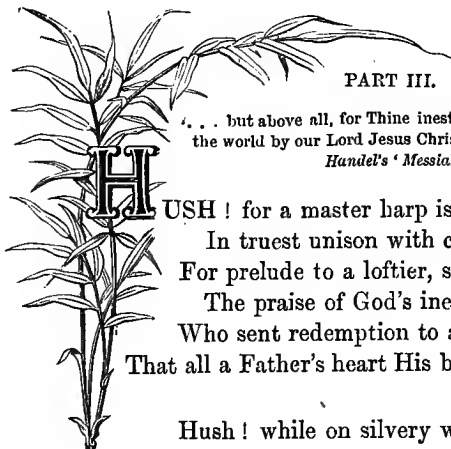 PART III.
'. . . but above all, for Thine inest
the world by our Lord Jesus Chris
Handel's ' Messia
HUSH ! for a master harp is
In truest unison with c
For prelude to a loftier, s
The praise of God's ine
Who sent redemption to a
That all a Father's heart His b
Hush ! while on silvery w